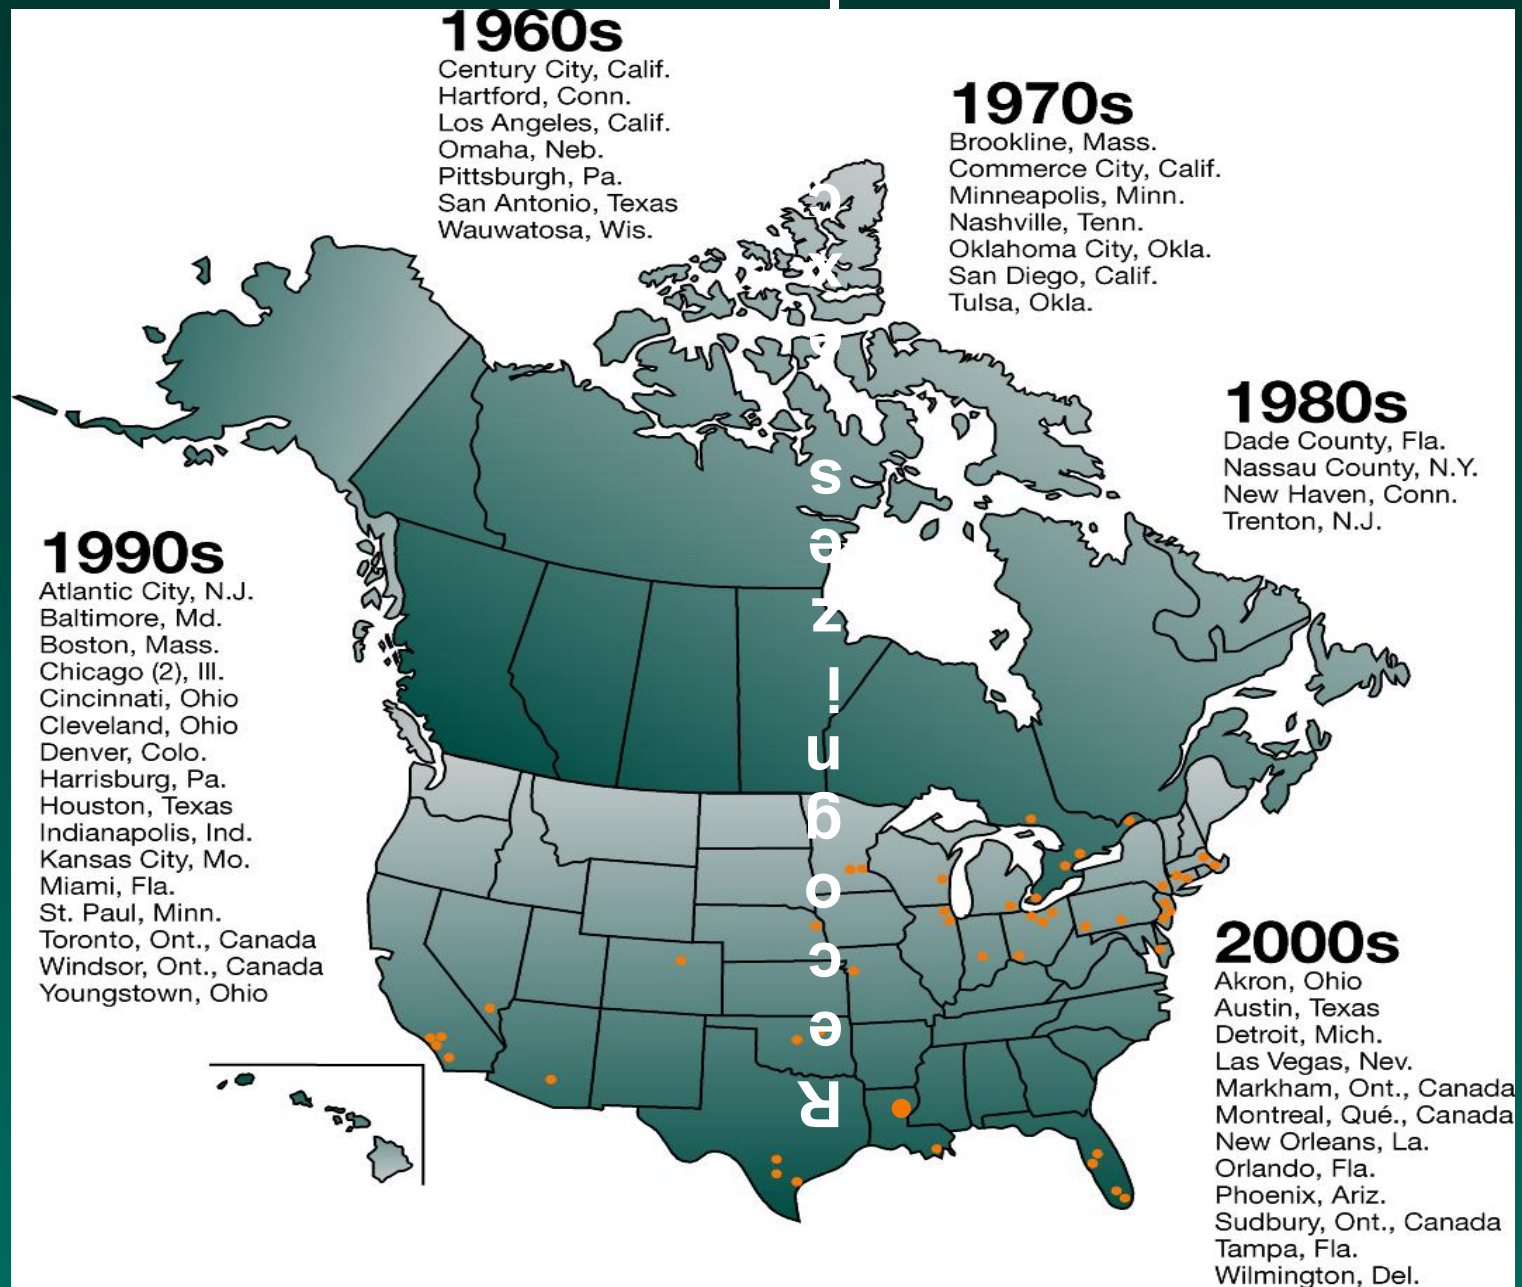 1960s
Century City, Calif.
Hartford, Conn.
Los Angeles, Calif.
Omaha, Neb.
Pittsburgh, Pa.
San Antonio, Texas
Wauwatosa, Wis.
1970s
Brookline, Mass.
Commerce City, Calif.
Minneapolis, Minn.
Nashville, Tenn.
Oklahoma City, Okla.
San Diego, Calif.
Tulsa, Okla.
1980s
Dade County, Fla.
Nassau County, N.Y.
New Haven, Conn.
Trenton, N.J.
1990s
Atlantic City, N.J.
Baltimore, Md.
Boston, Mass.
Chicago (2), Ill.
Cincinnati, Ohio
Cleveland, Ohio
Denver, Colo.
Harrisburg, Pa.
Houston, Texas
Indianapolis, Ind.
Kansas City, Mo.
Miami, Fla.
St. Paul, Minn.
Toronto, Ont., Canada
Windsor, Ont., Canada
Youngstown, Ohio
2000s
Akron, Ohio
Austin, Texas
Detroit, Mich.
Las Vegas, Nev.
Markham, Ont., Canada
Montreal, Qué., Canada
New Orleans, La.
Orlando, Fla.
Phoenix, Ariz.
Sudbury, Ont., Canada
Tampa, Fla.
Wilmington, Del.
Recognizes